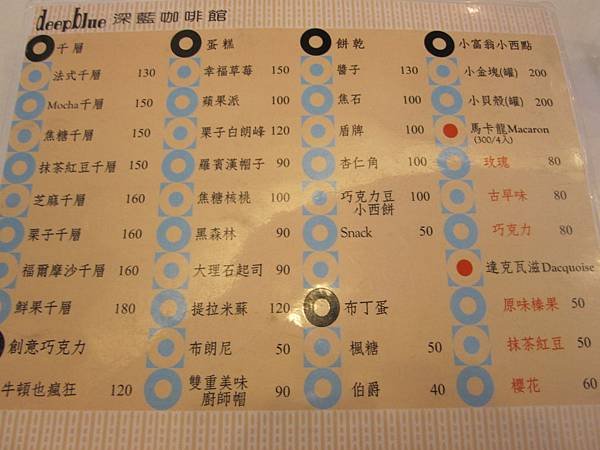 deepblue 深藍咖啡館
千層
法式千層 130
Mocha千層 150
焦糖千層 150
抹茶紅豆千層 150
芝麻千層 160
栗子千層 160
福爾摩沙千層 160
鮮果千層 180
創意巧克力
牛頓也瘋狂 120
蛋糕
幸福草莓 150
蘋果派 100
栗子白朗峰 120
羅賓漢帽子 90
焦糖核桃 100
黑森林 90
大理石起司 90
提拉米蘇 120
布朗尼 50
雙重美味
廚師帽 90
餅乾
醬子 130
焦石 100
盾牌 100
杏仁角 100
巧克力豆
小西餅 100
Snack 50
布丁蛋
楓糖 50
伯爵 40
小富翁小西點
小金塊(罐) 200
小貝殼(罐) 200
馬卡龍Macaron
(300/4入)
玫瑰 80
古早味 80
巧克力 80
達克瓦滋Dacquoise
原味榛果 50
抹茶紅豆 50
櫻花 60